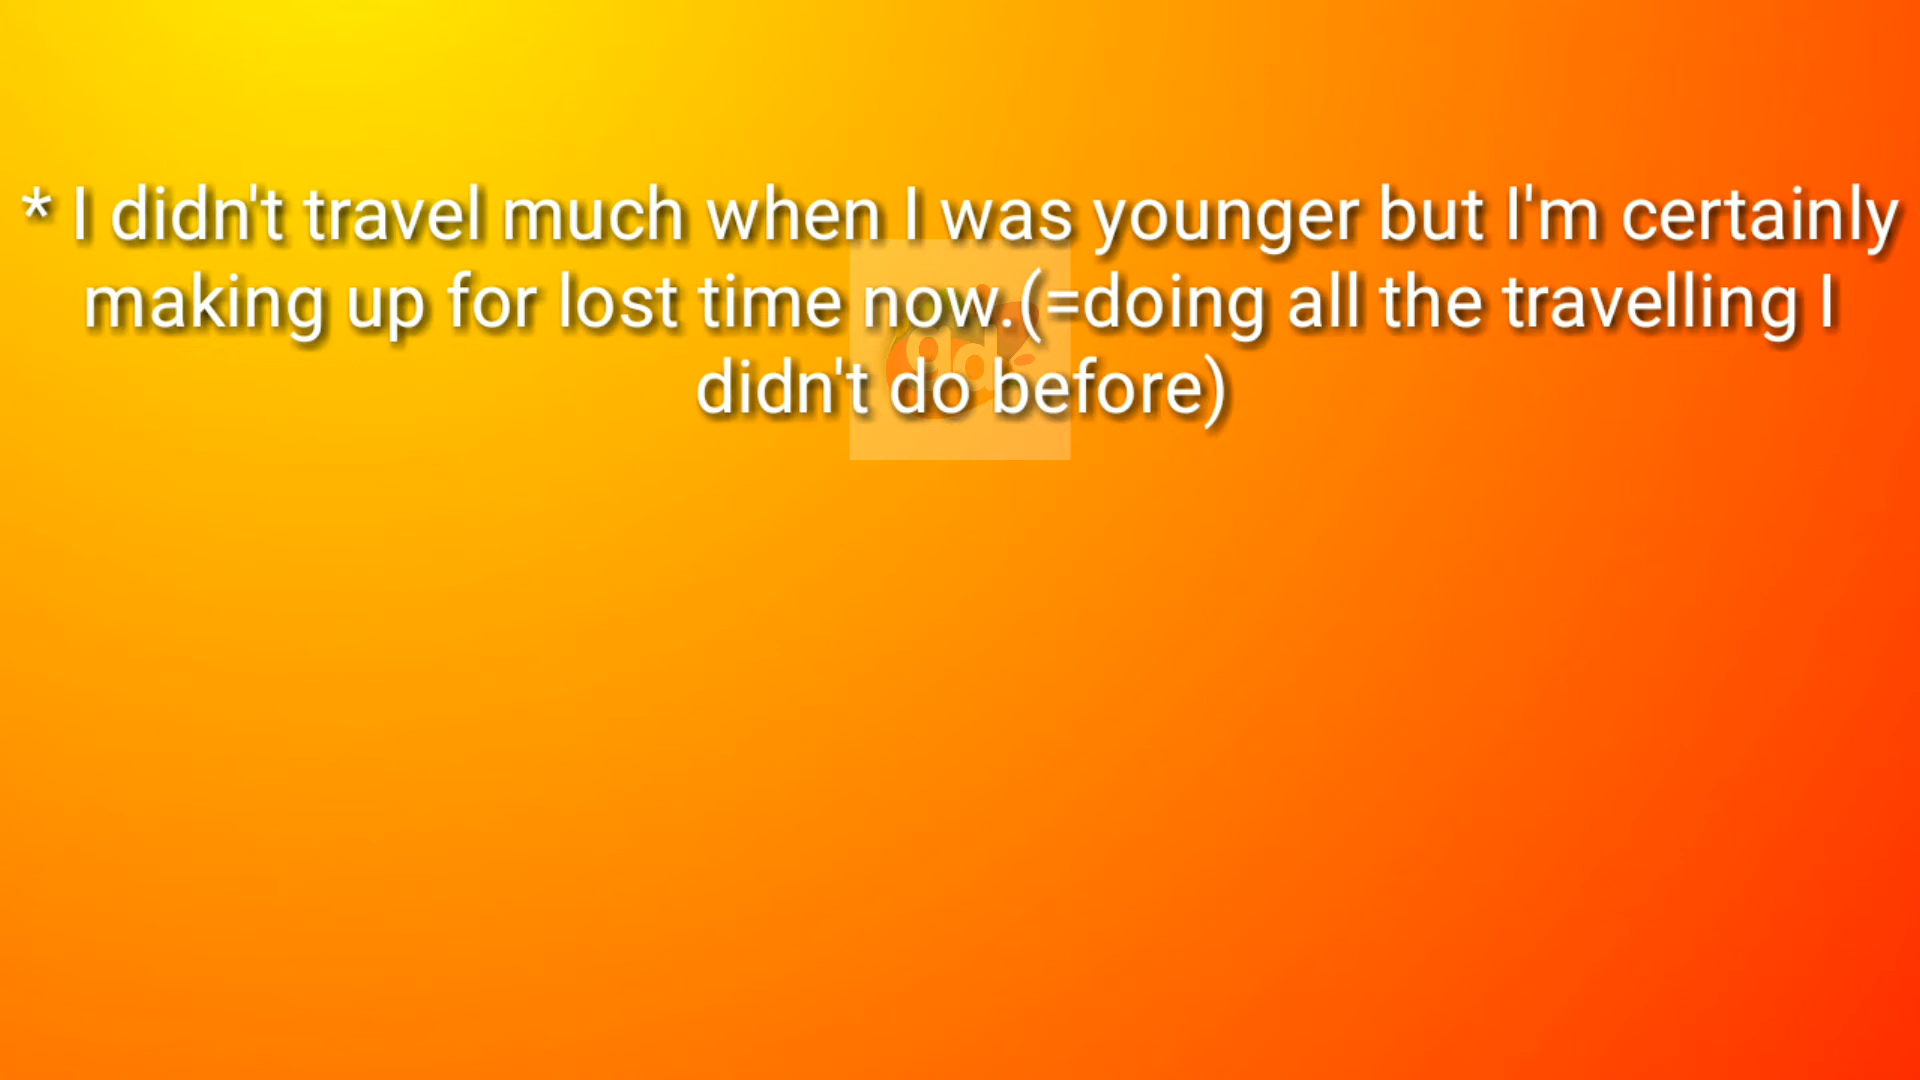 * I didn't travel much when I was younger but I'm certainly
making up for lost time now.(=doing all the travelling I
didn't do before)
gd